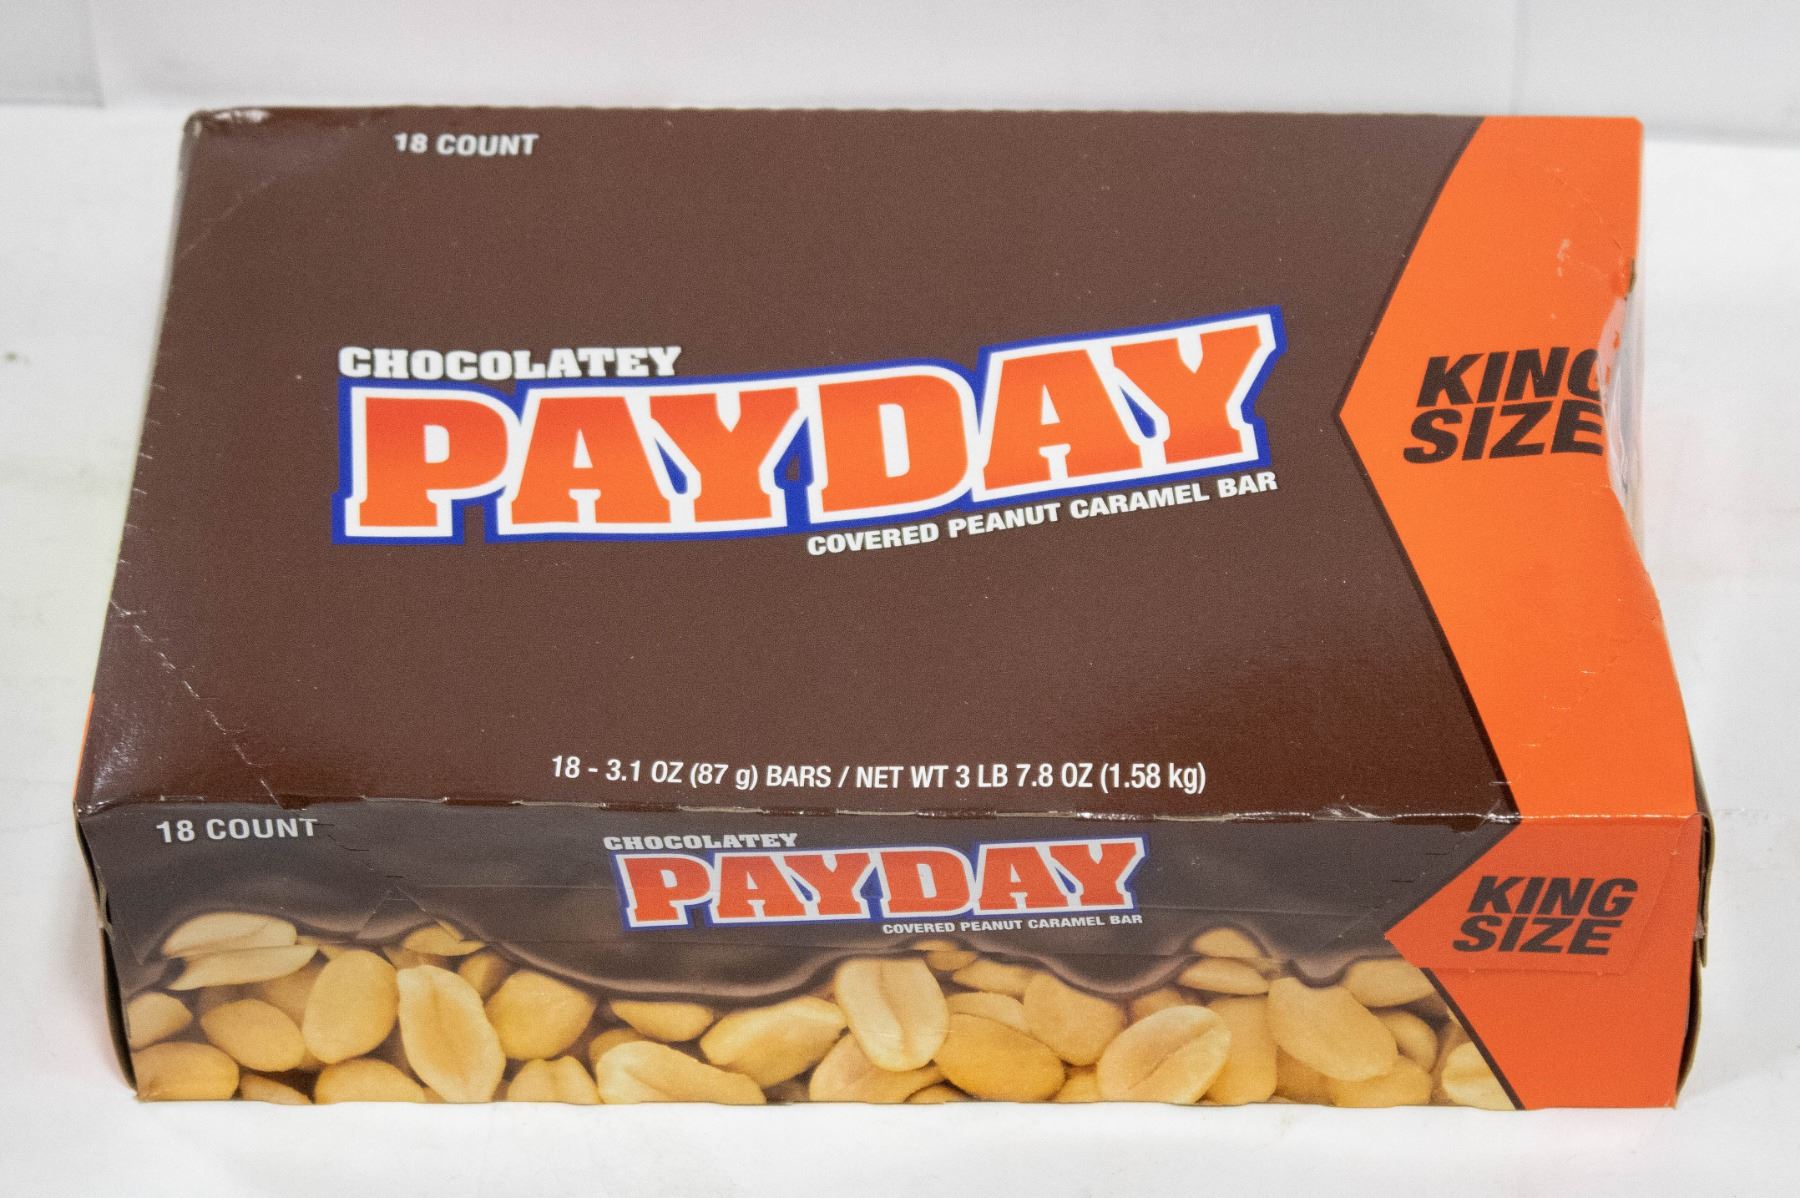 18 COUNT
CHOCOLATEY
PAYDAY
COVERED PEANUT CARAMEL BAR
KING
SIZE
18 - 3.1 OZ (87 g) BARS / NET WT 3 LB 7.8 OZ (1.58 kg)
18 COUNT
CHOCOLATEY
PAYDAY
COVERED PEANUT CARAMEL BAR
KING
SIZE